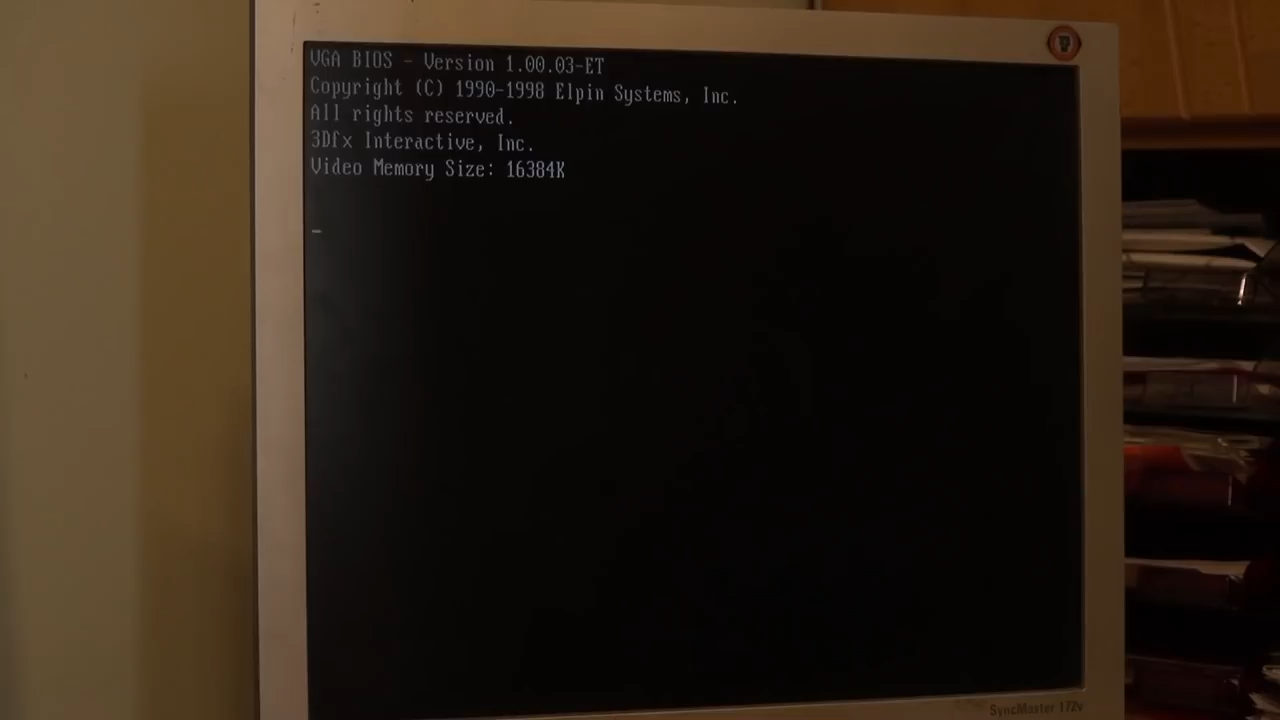 VGA BIOS - Version 1.00.03-ET
Copyright (C) 1990-1998 Elpin Systems, Inc.
All rights reserved.
3Dfx Interactive, Inc.
Video Memory Size: 16384K
SyncMaster 172v